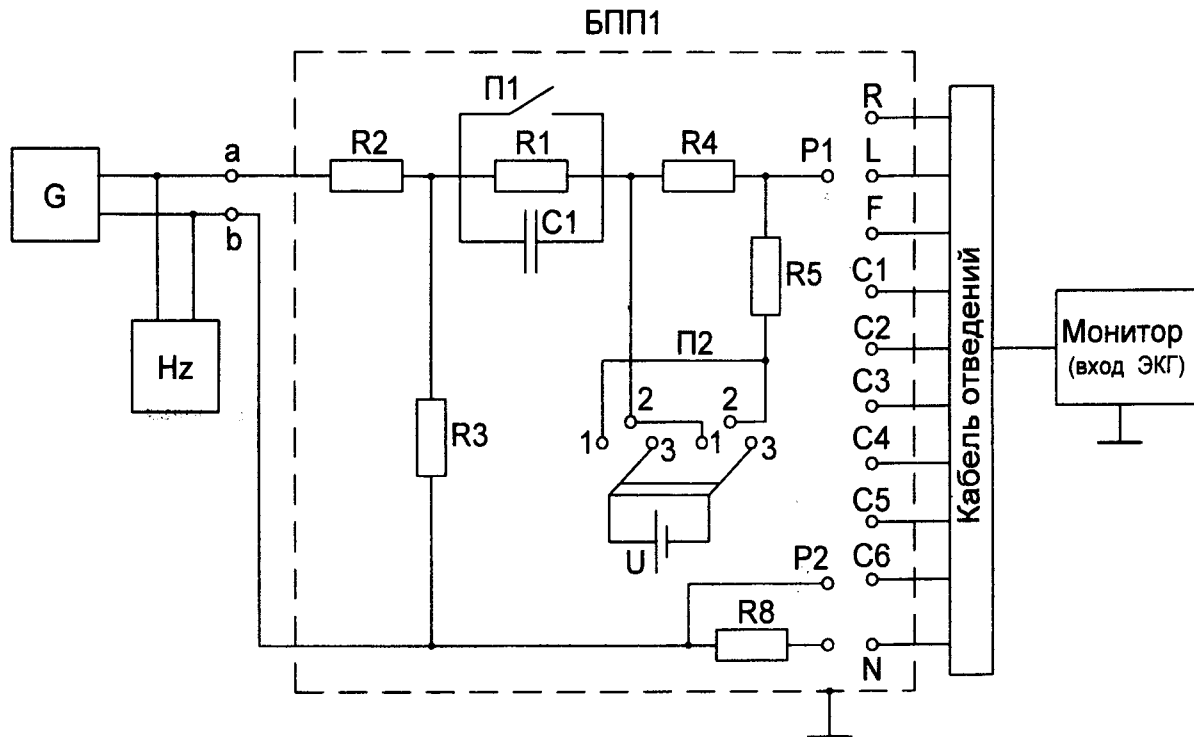 БПП1
П1
R
a
R2
R1
R4
P1
L
G
C1
b
F
R5
C1
Hz
П2
C2
Монитор
(вход ЭКГ)
C3
2
2
R3
1
3
1
3
C4
Кабель отведений
C5
U
P2
C6
R8
N